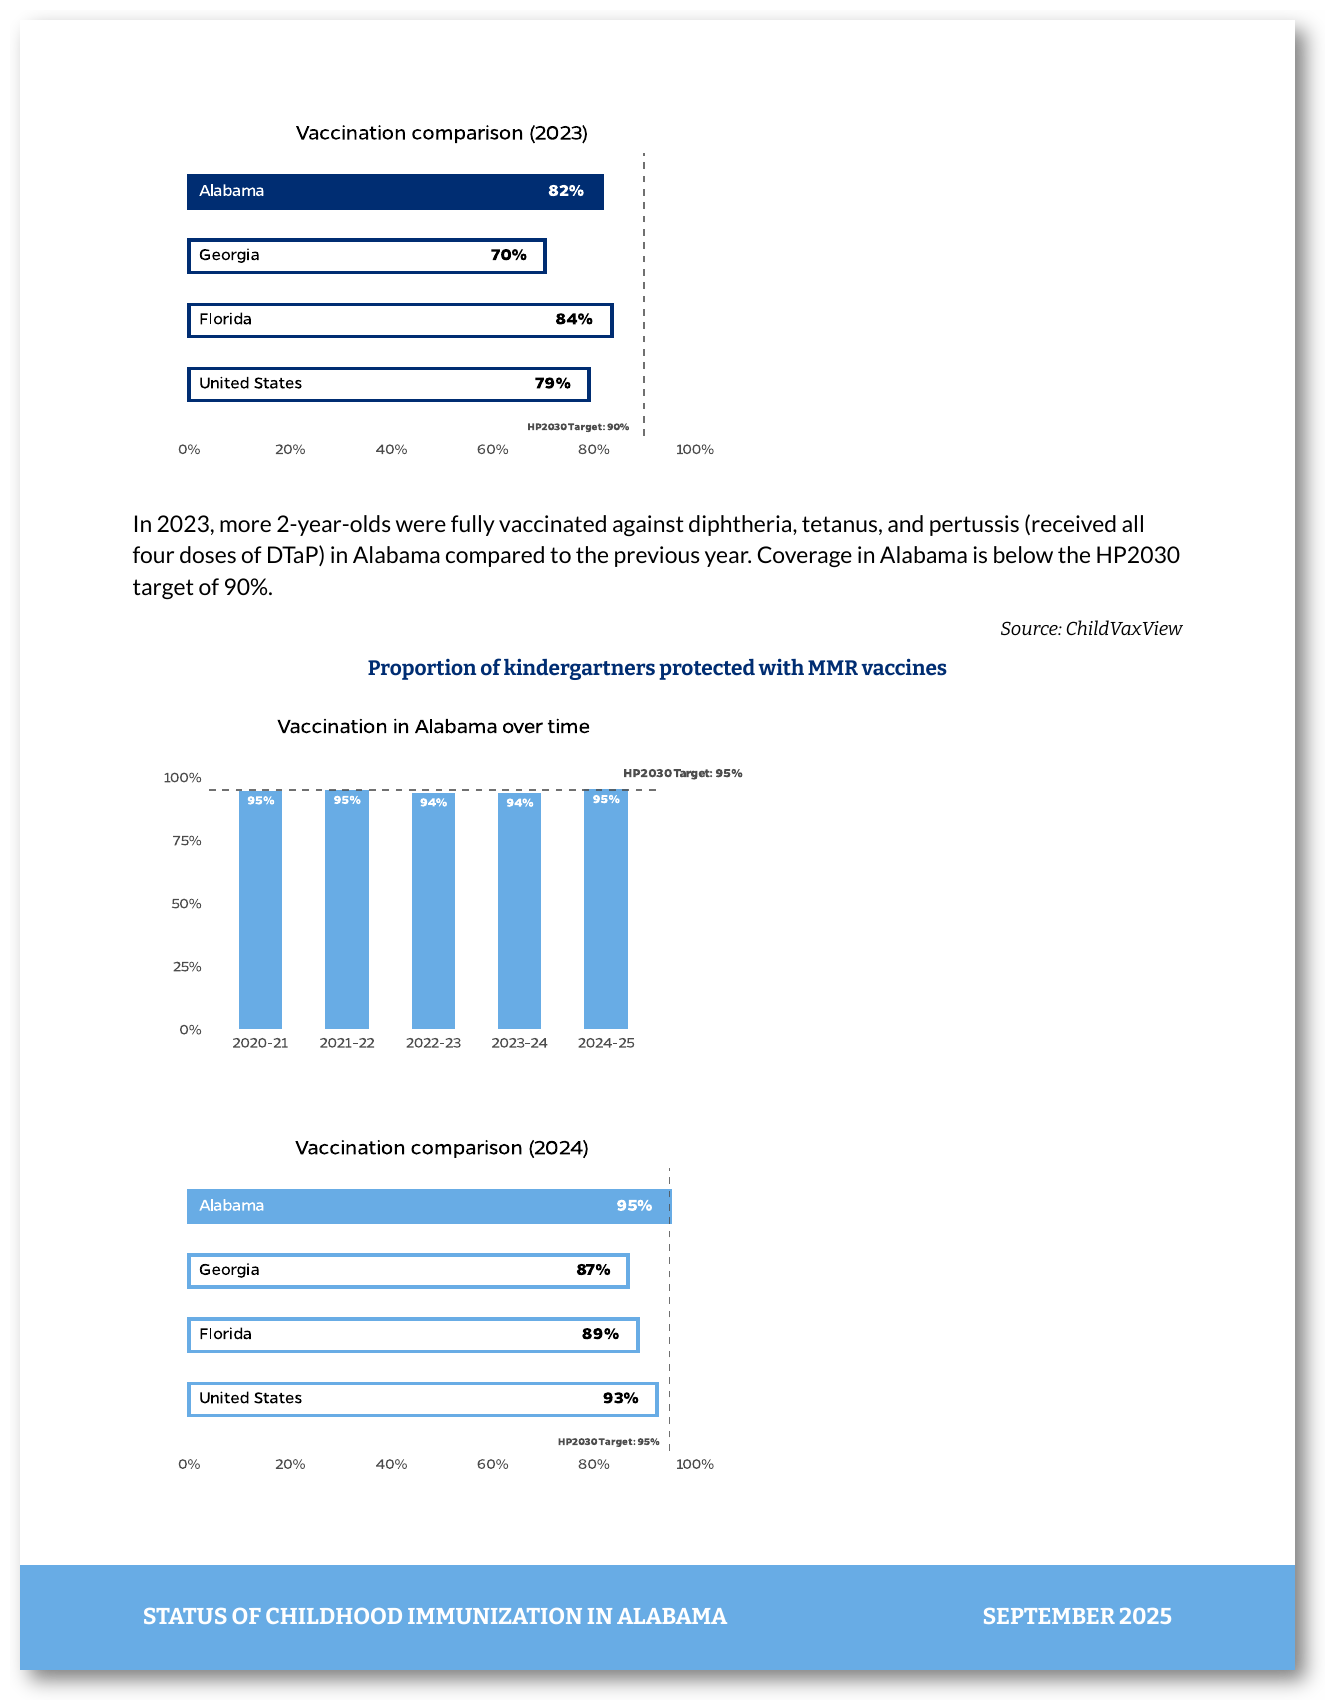 Vaccination comparison (2023)
Alabama 82%
Georgia 70%
Florida 84%
United States 79%
HP2030 Target: 90%
0% 20% 40% 60% 80% 100%
In 2023, more 2-year-olds were fully vaccinated against diphtheria, tetanus, and pertussis (received all
four doses of DTaP) in Alabama compared to the previous year. Coverage in Alabama is below the HP2030
target of 90%.
Source: ChildVaxView
Proportion of kindergartners protected with MMR vaccines
Vaccination in Alabama over time
HP2030 Target: 95%
100%
95% 95% 94% 94% 95%
75%
50%
25%
0%
2020-21 2021-22 2022-23 2023-24 2024-25
Vaccination comparison (2024)
Alabama 95%
Georgia 87%
Florida 89%
United States 93%
HP2030 Target: 95%
0% 20% 40% 60% 80% 100%
STATUS OF CHILDHOOD IMMUNIZATION IN ALABAMA SEPTEMBER 2025